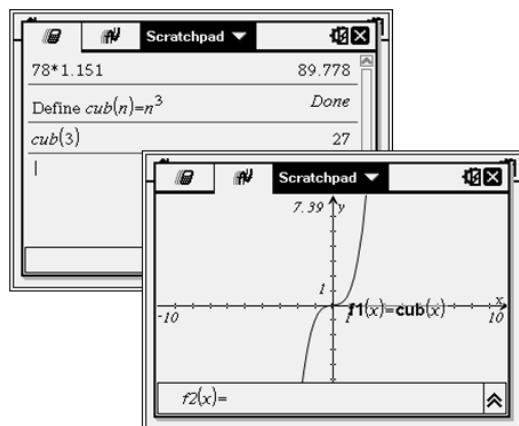 Scratchpad
78*1.151 89.778
Define cub(n)=n³ Done
cub(3) 27
Scratchpad
7.39 y
1
x
-10 1 f1(x)=cub(x) 10
f2(x)=